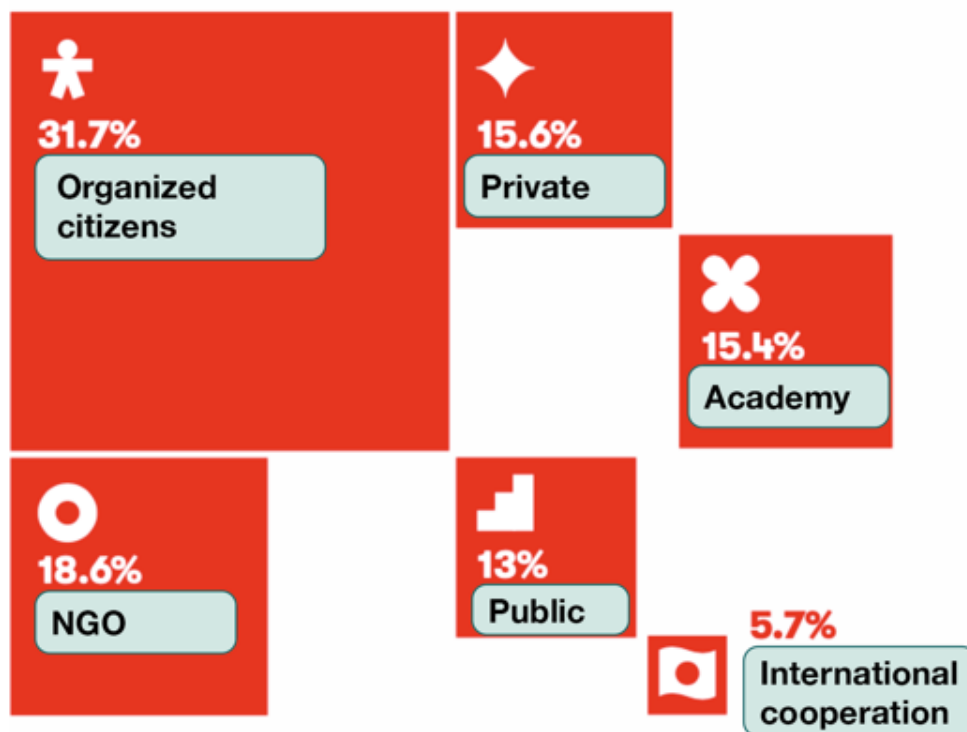 31.7%
Organized
citizens
15.6%
Private
15.4%
Academy
18.6%
NGO
13%
Public
5.7%
International
cooperation